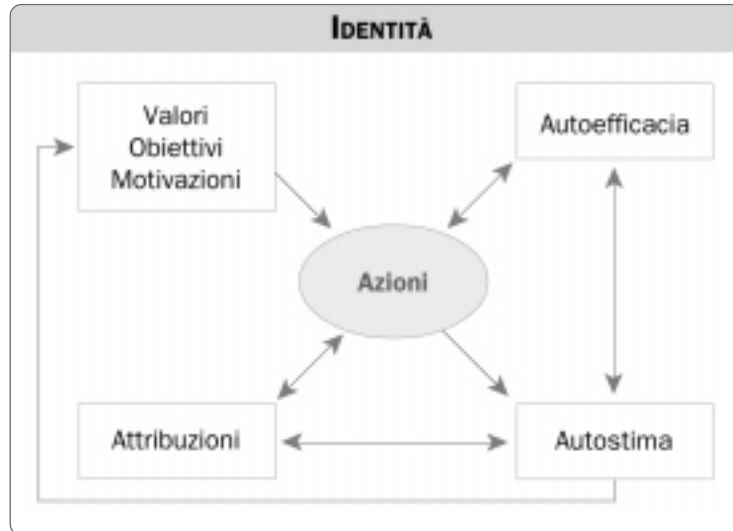 IDENTITÀ
Valori
Obiettivi
Motivazioni
Autoefficacia
Azioni
Attribuzioni
Autostima